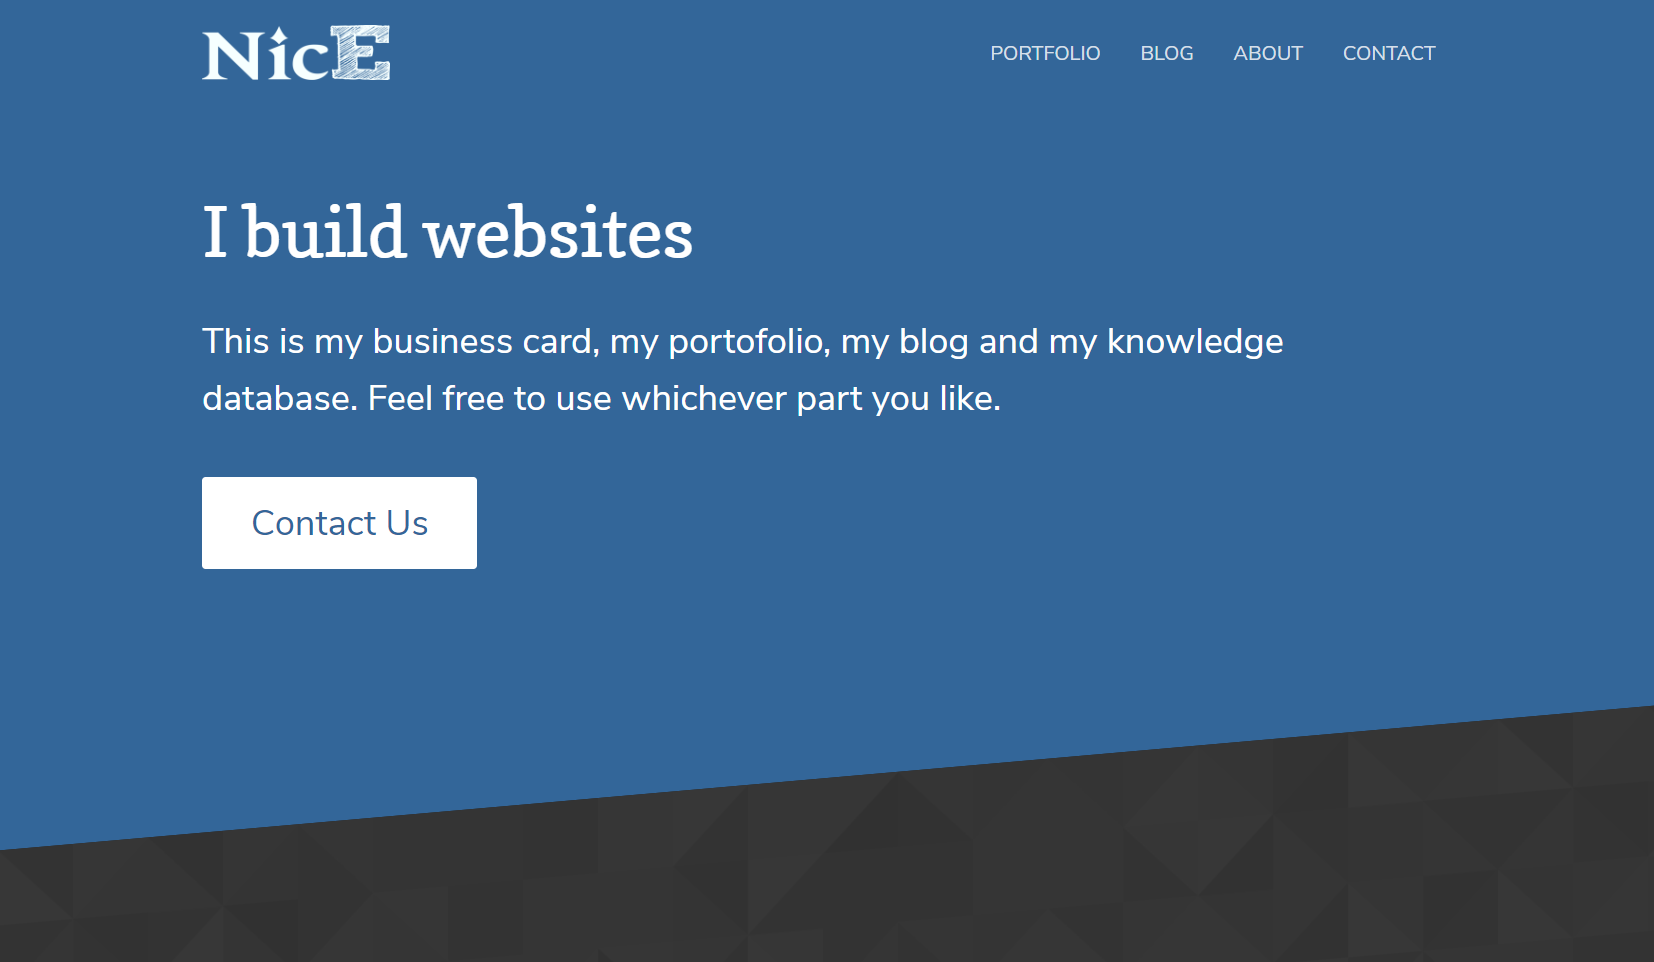 NicE
PORTFOLIO BLOG ABOUT CONTACT
I build websites
This is my business card, my portofolio, my blog and my knowledge
database. Feel free to use whichever part you like.
Contact Us